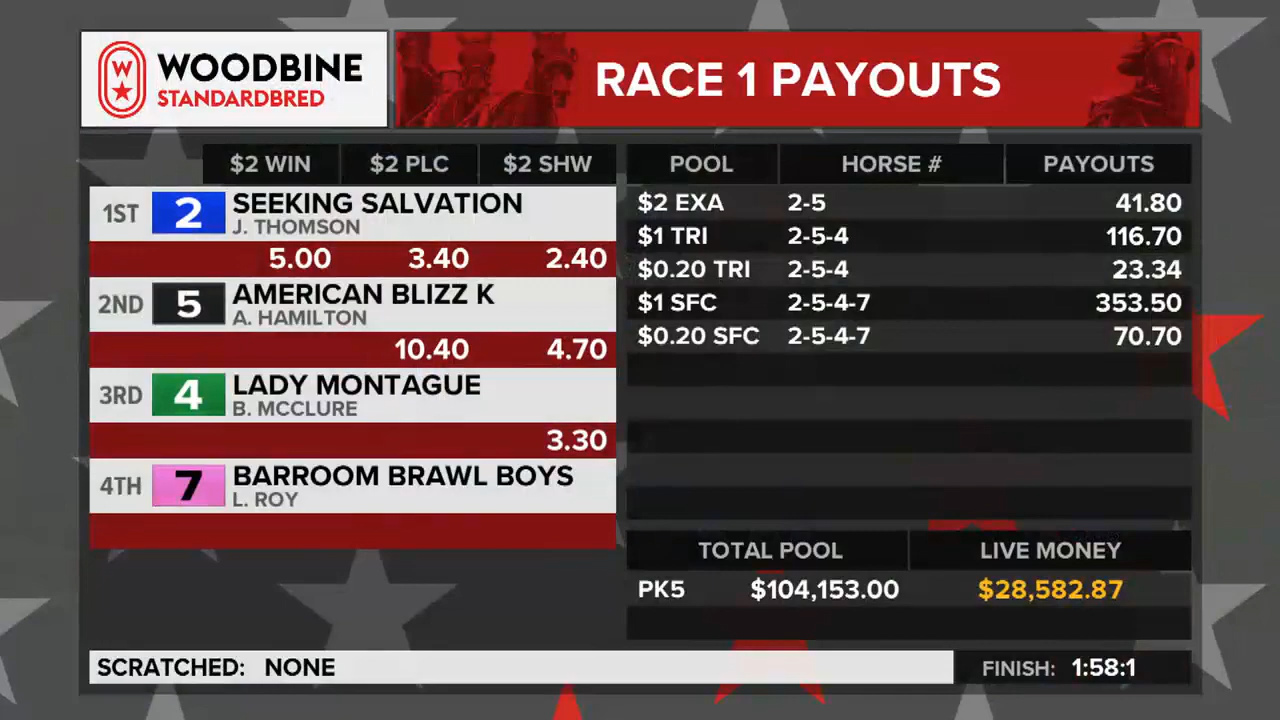 W
WOODBINE
STANDARDBRED
RACE 1 PAYOUTS
$2 WIN $2 PLC $2 SHW
1ST 2 SEEKING SALVATION
J. THOMSON
5.00 3.40 2.40
2ND 5 AMERICAN BLIZZ K
A. HAMILTON
10.40 4.70
3RD 4 LADY MONTAGUE
B. MCCLURE
3.30
4TH 7 BARROOM BRAWL BOYS
L. ROY
POOL HORSE # PAYOUTS
$2 EXA 2-5 41.80
$1 TRI 2-5-4 116.70
$0.20 TRI 2-5-4 23.34
$1 SFC 2-5-4-7 353.50
$0.20 SFC 2-5-4-7 70.70
TOTAL POOL LIVE MONEY
PK5 $104,153.00 $28,582.87
SCRATCHED: NONE
FINISH: 1:58:1